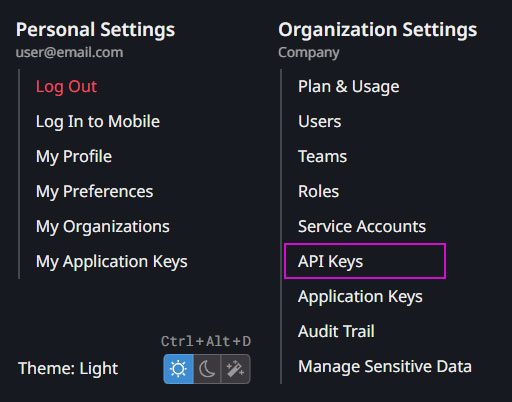 Personal Settings
user@email.com
Log Out
Log In to Mobile
My Profile
My Preferences
My Organizations
My Application Keys
Ctrl+Alt+D
Theme: Light
Organization Settings
Company
Plan & Usage
Users
Teams
Roles
Service Accounts
API Keys
Application Keys
Audit Trail
Manage Sensitive Data